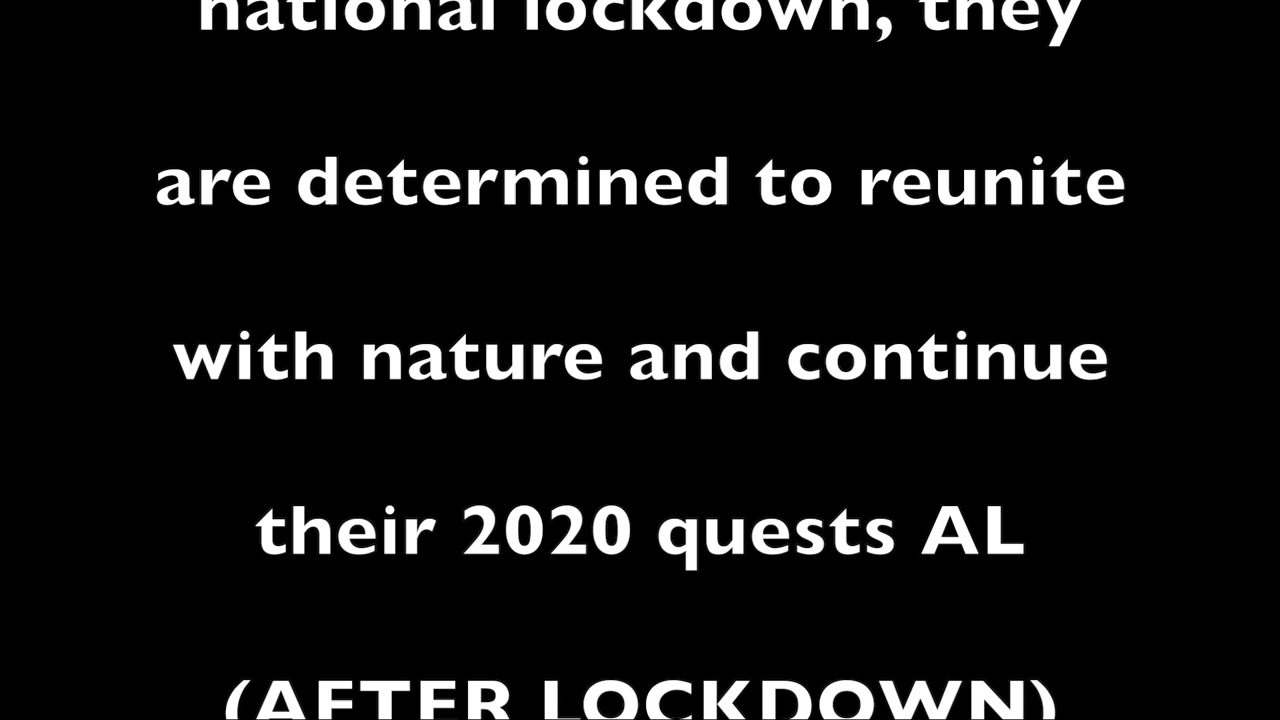 national lockdown, they
are determined to reunite
with nature and continue
their 2020 quests AL
(AFTER LOCKDOWN)